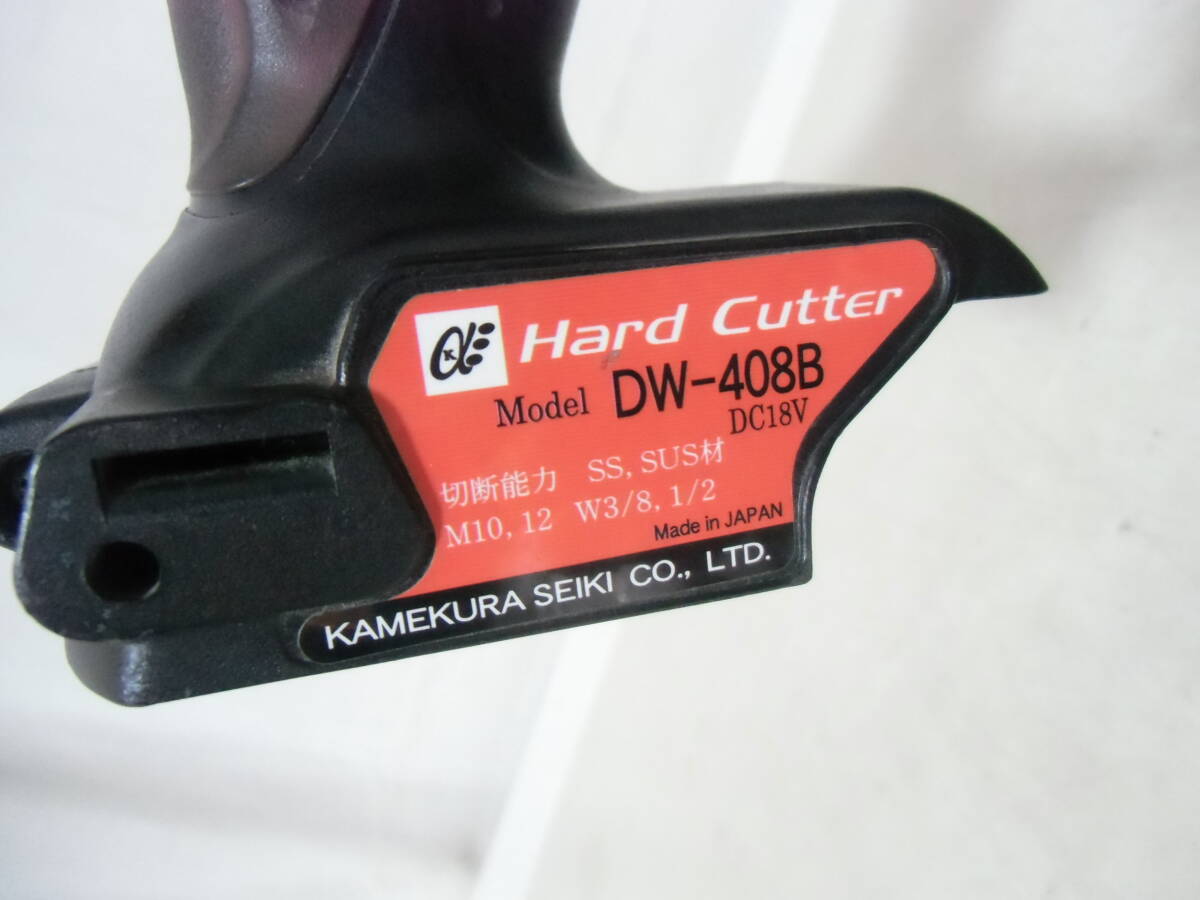 K
Hard Cutter
Model DW-408B
DC18V
切断能力 SS, SUS材
M10, 12 W3/8, 1/2
Made in JAPAN
KAMEKURA SEIKI CO., LTD.